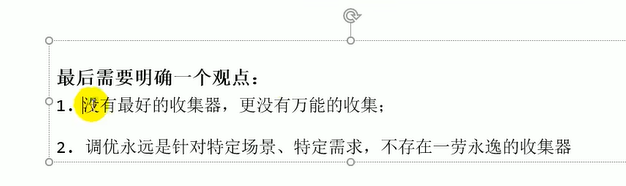 最后需要明确一个观点：
1. 没有最好的收集器，更没有万能的收集；
2. 调优永远是针对特定场景、特定需求，不存在一劳永逸的收集器